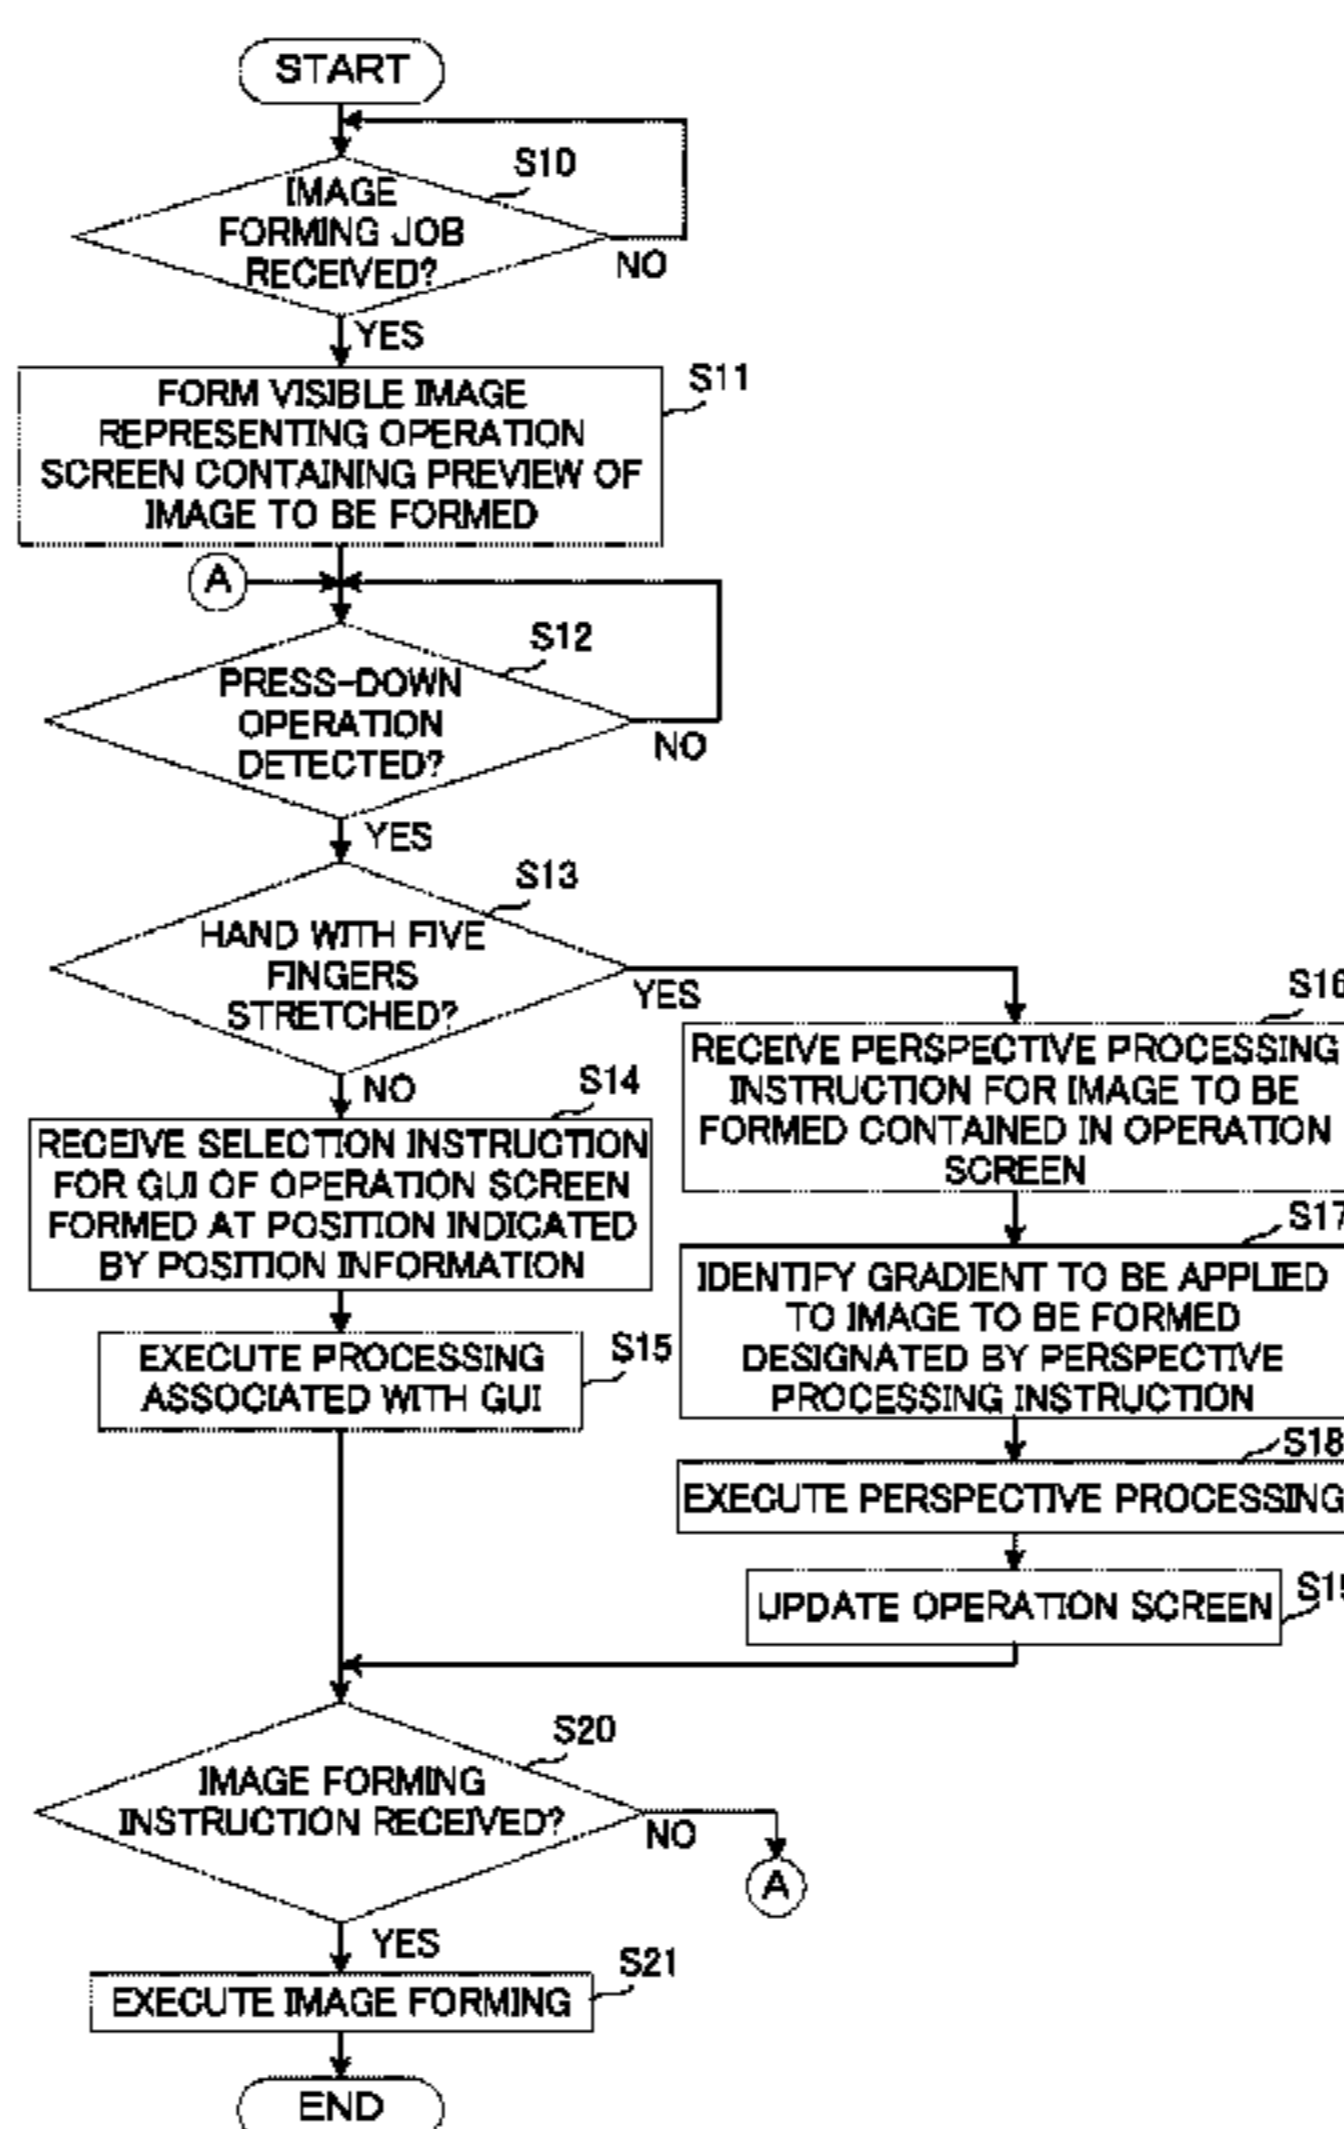 START
S10
IMAGE
FORMING JOB
RECEIVED?
NO
YES
S11
FORM VISIBLE IMAGE
REPRESENTING OPERATION
SCREEN CONTAINING PREVIEW OF
IMAGE TO BE FORMED
A
S12
PRESS-DOWN
OPERATION
DETECTED?
NO
YES
S13
HAND WITH FIVE
FINGERS
STRETCHED?
YES
NO
S14
RECEIVE SELECTION INSTRUCTION
FOR GUI OF OPERATION SCREEN
FORMED AT POSITION INDICATED
BY POSITION INFORMATION
S15
EXECUTE PROCESSING
ASSOCIATED WITH GUI
S16
RECEIVE PERSPECTIVE PROCESSING
INSTRUCTION FOR IMAGE TO BE
FORMED CONTAINED IN OPERATION
SCREEN
S17
IDENTIFY GRADIENT TO BE APPLIED
TO IMAGE TO BE FORMED
DESIGNATED BY PERSPECTIVE
PROCESSING INSTRUCTION
S18
EXECUTE PERSPECTIVE PROCESSING
UPDATE OPERATION SCREEN
S20
IMAGE FORMING
INSTRUCTION RECEIVED?
NO
A
YES
S21
EXECUTE IMAGE FORMING
END